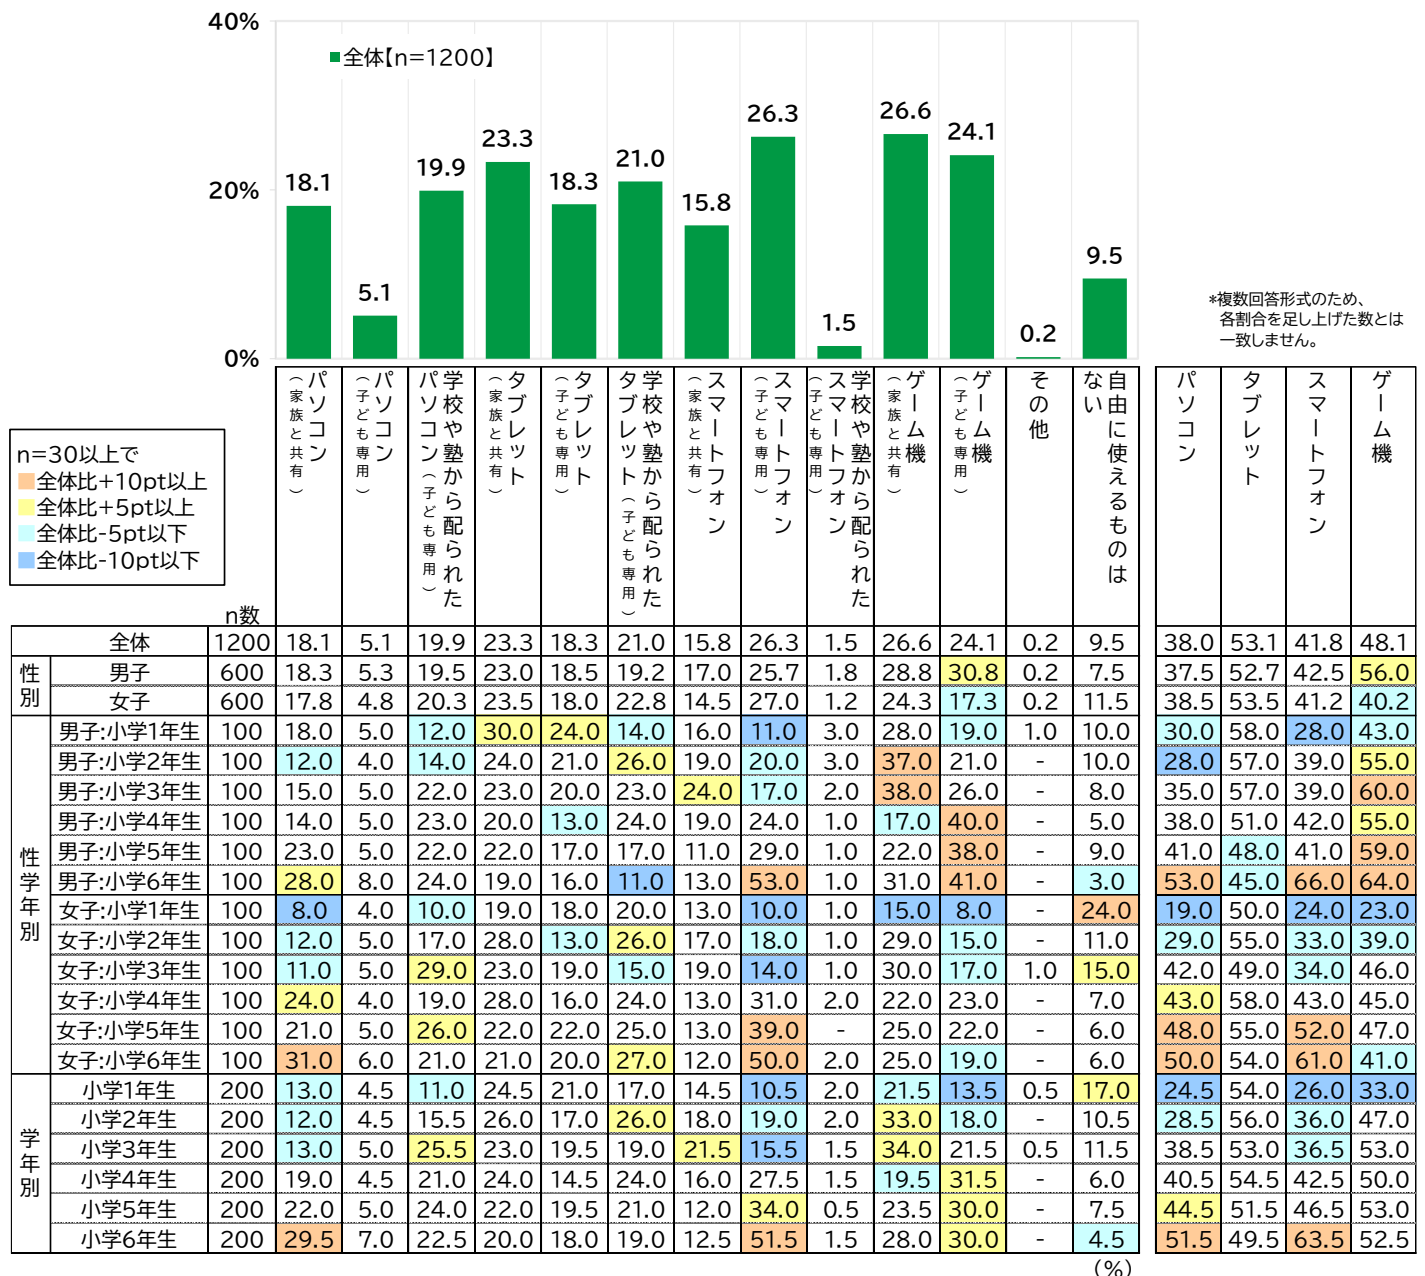 40%
■全体【n=1200】
26.3
26.6
24.1
23.3
21.0
19.9
18.3
18.1
20%
15.8
9.5
5.1
1.5
0.2
0%
*複数回答形式のため、
各割合を足し上げた数とは
一致しません。
パソコン
（家族と共有）
パソコン
（子ども専用）
学校や塾から配られた
パソコン（子ども専用）
タブレット
（家族と共有）
タブレット
（子ども専用）
学校や塾から配られた
タブレット（子ども専用）
スマートフォン
（家族と共有）
スマートフォン
（子ども専用）
学校や塾から配られた
スマートフォン
（子ども専用）
ゲーム機
（家族と共有）
ゲーム機
（子ども専用）
その他
自由に使えるものは
ない
パソコン
タブレット
スマートフォン
ゲーム機
n=30以上で
全体比+10pt以上
全体比+5pt以上
全体比-5pt以下
全体比-10pt以下
n数
全体 1200 18.1 5.1 19.9 23.3 18.3 21.0 15.8 26.3 1.5 26.6 24.1 0.2 9.5 38.0 53.1 41.8 48.1
性別
男子 600 18.3 5.3 19.5 23.0 18.5 19.2 17.0 25.7 1.8 28.8 30.8 0.2 7.5 37.5 52.7 42.5 56.0
女子 600 17.8 4.8 20.3 23.5 18.0 22.8 14.5 27.0 1.2 24.3 17.3 0.2 11.5 38.5 53.5 41.2 40.2
性学年別
男子:小学1年生 100 18.0 5.0 12.0 30.0 24.0 14.0 16.0 11.0 3.0 28.0 19.0 1.0 10.0 30.0 58.0 28.0 43.0
男子:小学2年生 100 12.0 4.0 14.0 24.0 21.0 26.0 19.0 20.0 3.0 37.0 21.0 - 10.0 28.0 57.0 39.0 55.0
男子:小学3年生 100 15.0 5.0 22.0 23.0 20.0 23.0 24.0 17.0 2.0 38.0 26.0 - 8.0 35.0 57.0 39.0 60.0
男子:小学4年生 100 14.0 5.0 23.0 20.0 13.0 24.0 19.0 24.0 1.0 17.0 40.0 - 5.0 38.0 51.0 42.0 55.0
男子:小学5年生 100 23.0 5.0 22.0 22.0 17.0 17.0 11.0 29.0 1.0 22.0 38.0 - 9.0 41.0 48.0 41.0 59.0
男子:小学6年生 100 28.0 8.0 24.0 19.0 16.0 11.0 13.0 53.0 1.0 31.0 41.0 - 3.0 53.0 45.0 66.0 64.0
女子:小学1年生 100 8.0 4.0 10.0 19.0 18.0 20.0 13.0 10.0 1.0 15.0 8.0 - 24.0 19.0 50.0 24.0 23.0
女子:小学2年生 100 12.0 5.0 17.0 28.0 13.0 26.0 17.0 18.0 1.0 29.0 15.0 - 11.0 29.0 55.0 33.0 39.0
女子:小学3年生 100 11.0 5.0 29.0 23.0 19.0 15.0 19.0 14.0 1.0 30.0 17.0 1.0 15.0 42.0 49.0 34.0 46.0
女子:小学4年生 100 24.0 4.0 19.0 28.0 16.0 24.0 13.0 31.0 2.0 22.0 23.0 - 7.0 43.0 58.0 43.0 45.0
女子:小学5年生 100 21.0 5.0 26.0 22.0 22.0 25.0 13.0 39.0 - 25.0 22.0 - 6.0 48.0 55.0 52.0 47.0
女子:小学6年生 100 31.0 6.0 21.0 21.0 20.0 27.0 12.0 50.0 2.0 25.0 19.0 - 6.0 50.0 54.0 61.0 41.0
学年別
小学1年生 200 13.0 4.5 11.0 24.5 21.0 17.0 14.5 10.5 2.0 21.5 13.5 0.5 17.0 24.5 54.0 26.0 33.0
小学2年生 200 12.0 4.5 15.5 26.0 17.0 26.0 18.0 19.0 2.0 33.0 18.0 - 10.5 28.5 56.0 36.0 47.0
小学3年生 200 13.0 5.0 25.5 23.0 19.5 19.0 21.5 15.5 1.5 34.0 21.5 0.5 11.5 38.5 53.0 36.5 53.0
小学4年生 200 19.0 4.5 21.0 24.0 14.5 24.0 16.0 27.5 1.5 19.5 31.5 - 6.0 40.5 54.5 42.5 50.0
小学5年生 200 22.0 5.0 24.0 22.0 19.5 21.0 12.0 34.0 0.5 23.5 30.0 - 7.5 44.5 51.5 46.5 53.0
小学6年生 200 29.5 7.0 22.5 20.0 18.0 19.0 12.5 51.5 1.5 28.0 30.0 - 4.5 51.5 49.5 63.5 52.5
(%)